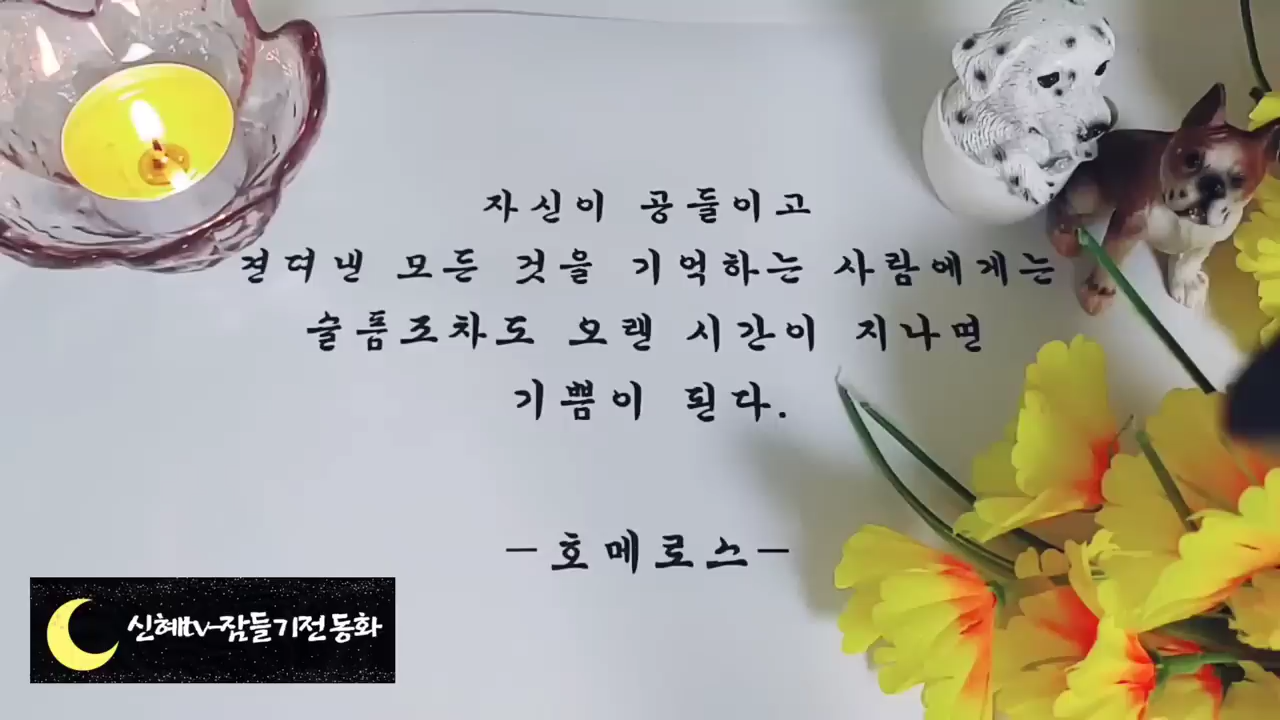 자신이 공들이고
견뎌낸 모든 것을 기억하는 사람에게는
슬픔조차도 오랜 시간이 지나면
기쁨이 된다.
-호메로스-
신혜tv-잠들기전 동화